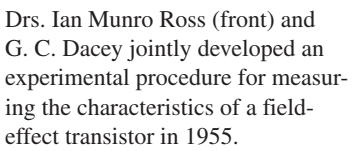 Drs. Ian Munro Ross (front) and
G. C. Dacey jointly developed an
experimental procedure for measur-
ing the characteristics of a field-
effect transistor in 1955.